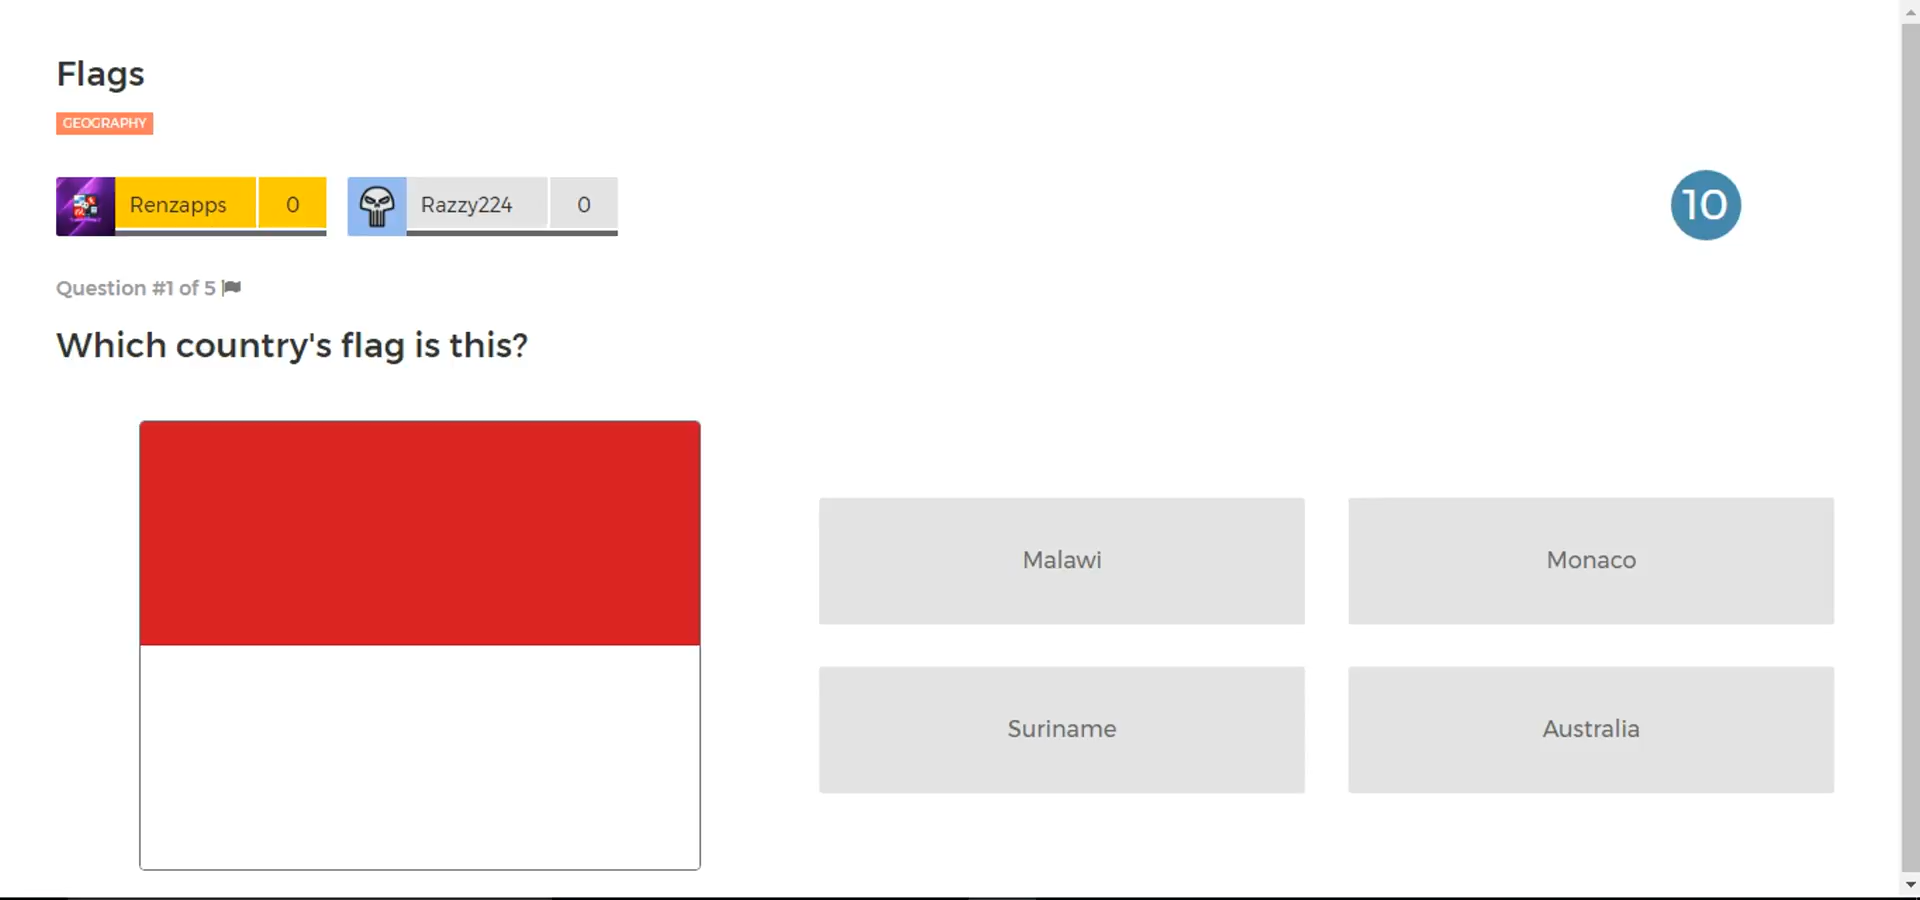 Flags
GEOGRAPHY
Renzapps 0 Razzy224 0 10
Question #1 of 5
Which country's flag is this?
Malawi Monaco
Suriname Australia